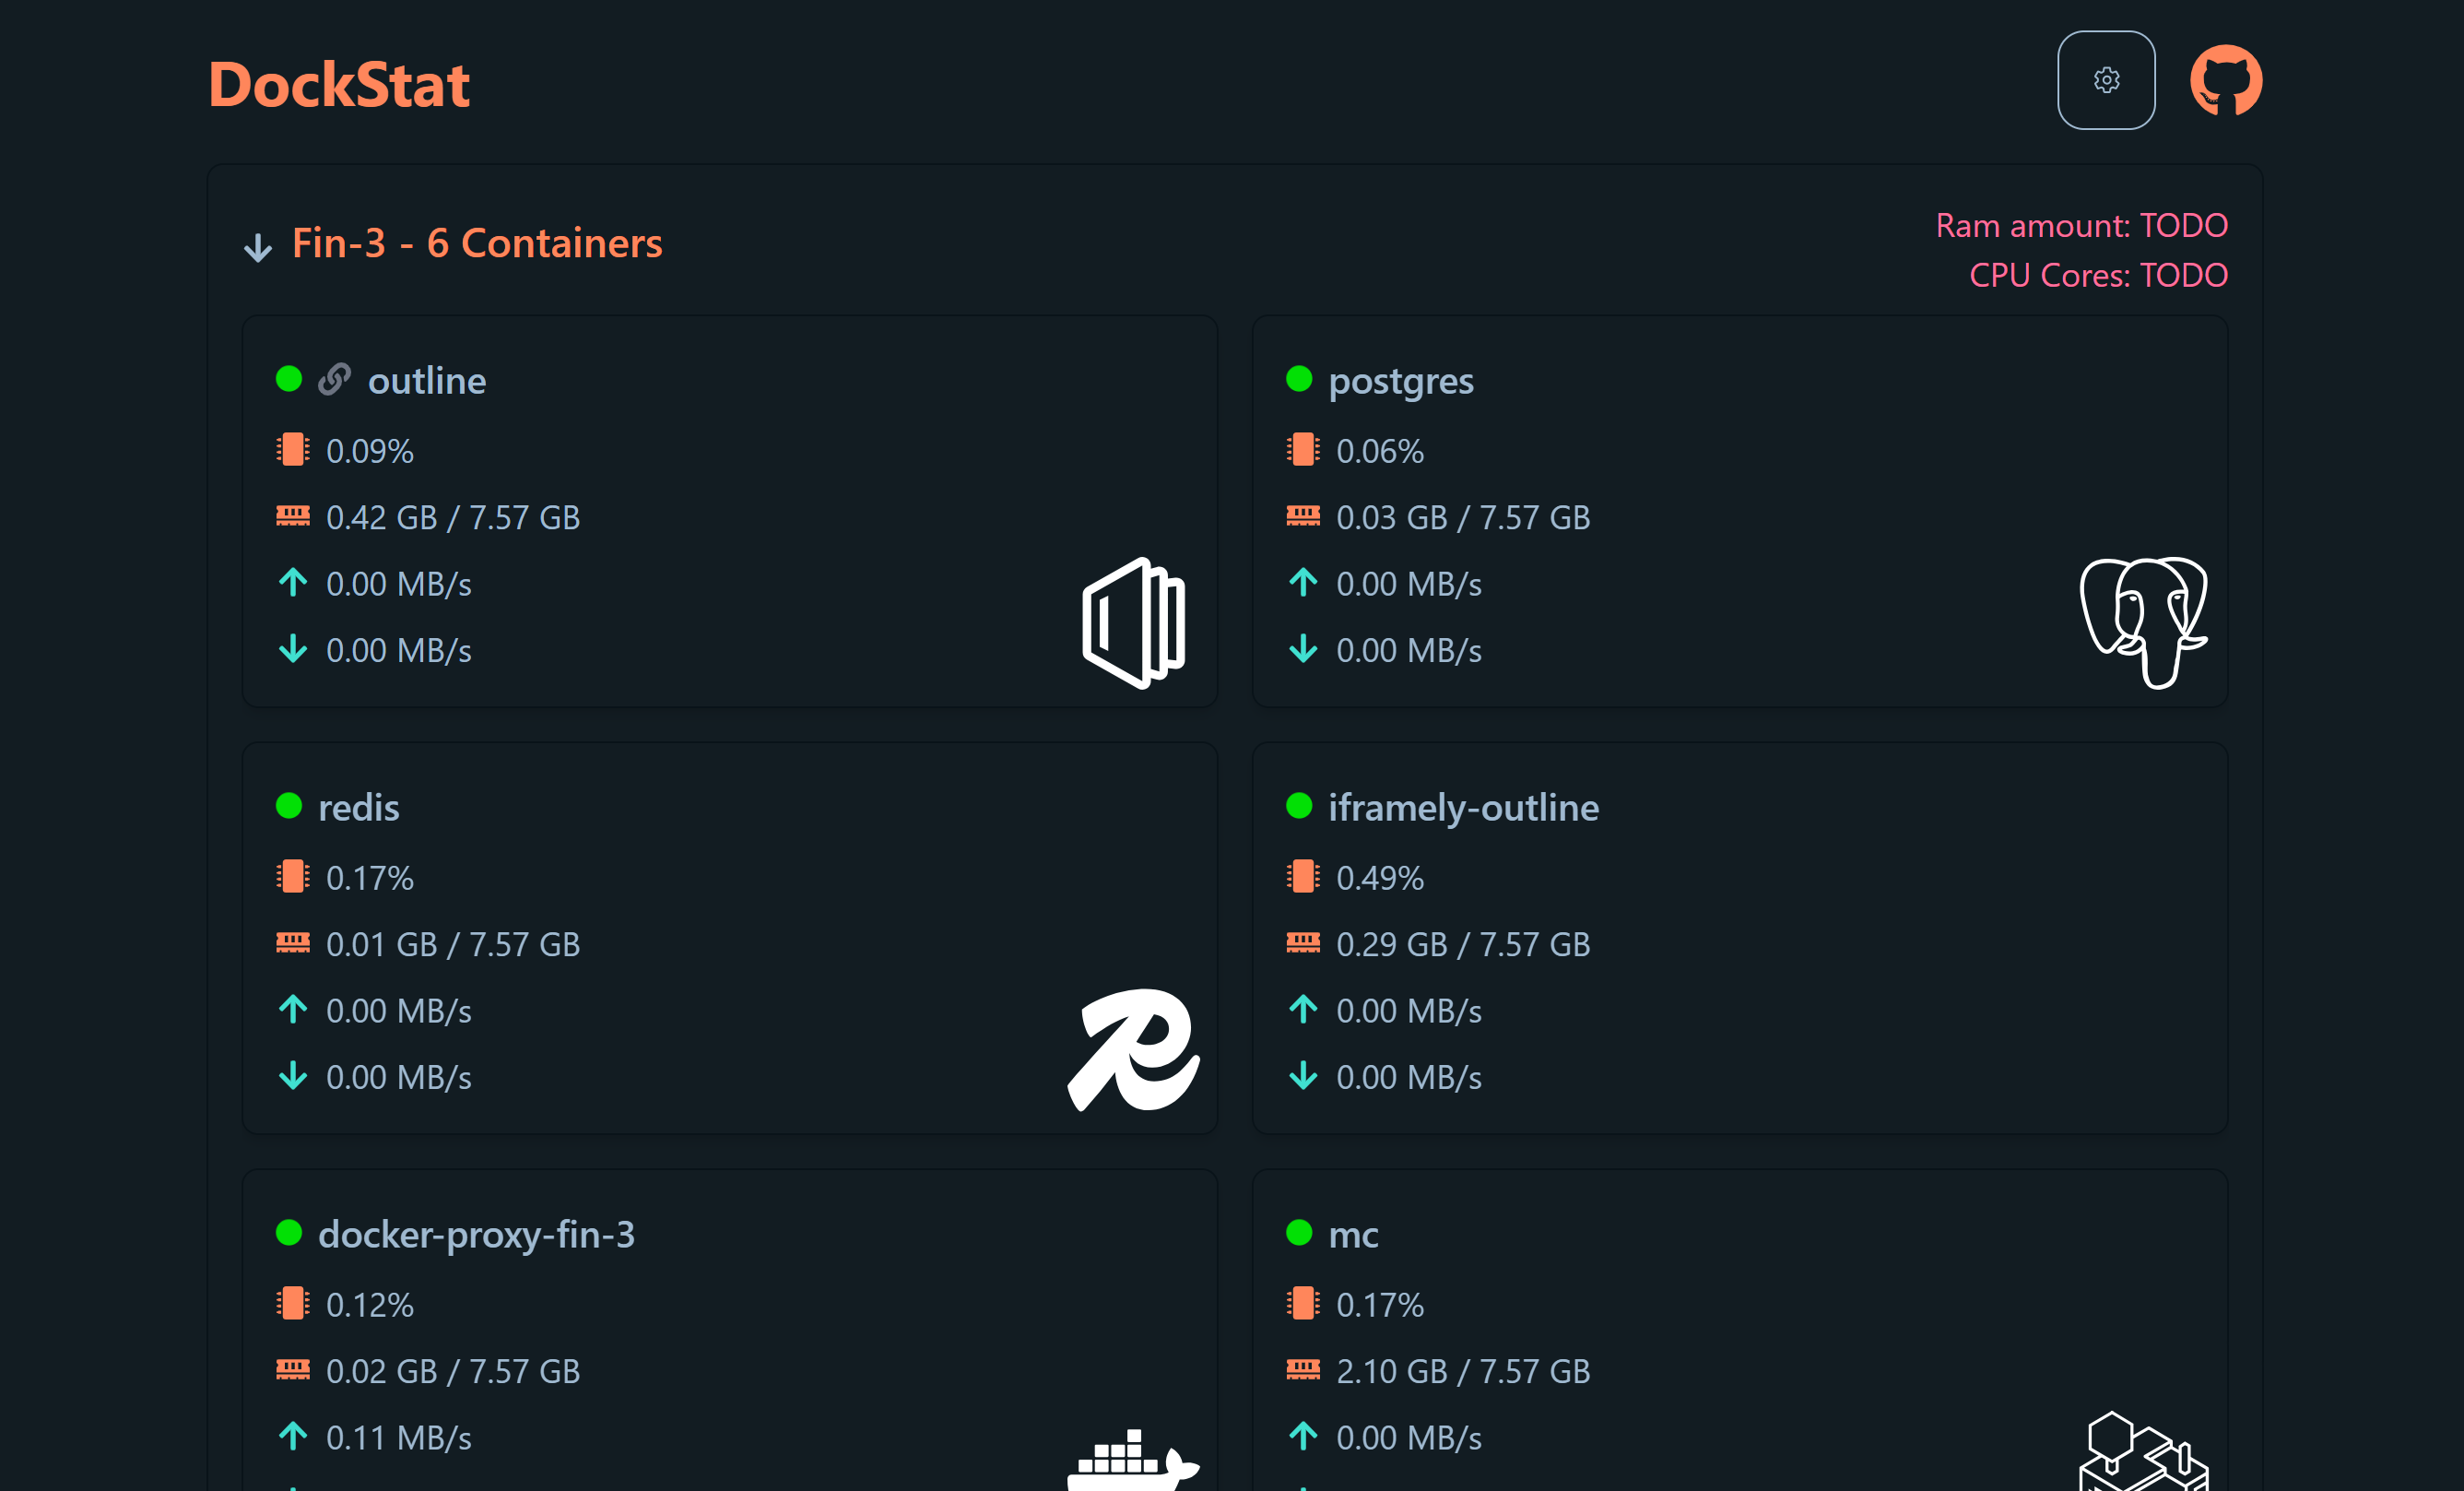 DockStat
Fin-3 - 6 Containers
Ram amount: TODO
CPU Cores: TODO
outline
0.09%
0.42 GB / 7.57 GB
0.00 MB/s
0.00 MB/s
postgres
0.06%
0.03 GB / 7.57 GB
0.00 MB/s
0.00 MB/s
redis
0.17%
0.01 GB / 7.57 GB
0.00 MB/s
0.00 MB/s
iframely-outline
0.49%
0.29 GB / 7.57 GB
0.00 MB/s
0.00 MB/s
docker-proxy-fin-3
0.12%
0.02 GB / 7.57 GB
0.11 MB/s
mc
0.17%
2.10 GB / 7.57 GB
0.00 MB/s